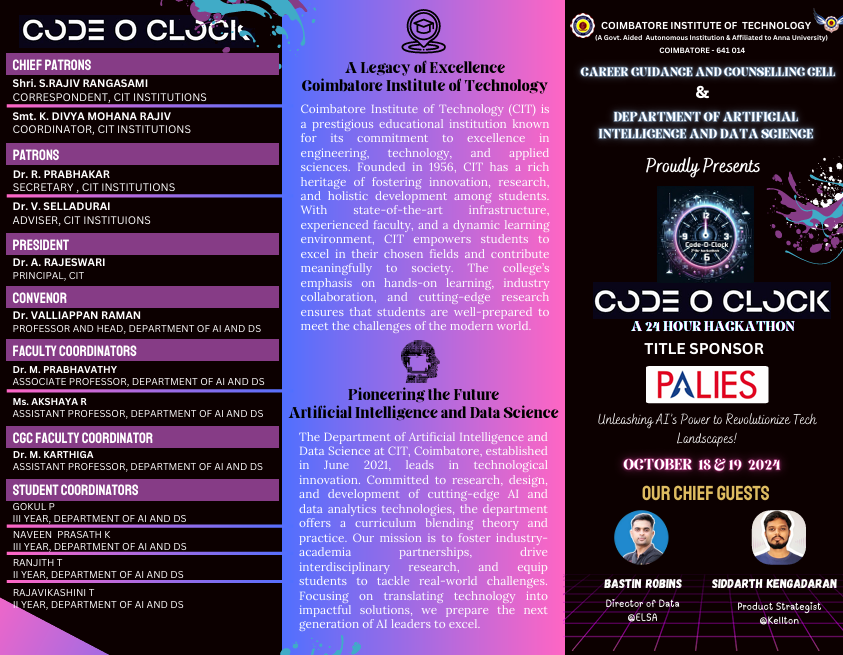 CODE O CLOCK
CHIEF PATRONS
Shri. S.RAJIV RANGASAMI
CORRESPONDENT, CIT INSTITUTIONS
Smt. K. DIVYA MOHANA RAJIV
COORDINATOR, CIT INSTITUTIONS
PATRONS
Dr. R. PRABHAKAR
SECRETARY , CIT INSTITUTIONS
Dr. V. SELLADURAI
ADVISER, CIT INSTITUIONS
PRESIDENT
Dr. A. RAJESWARI
PRINCIPAL, CIT
CONVENOR
Dr. VALLIAPPAN RAMAN
PROFESSOR AND HEAD, DEPARTMENT OF AI AND DS
FACULTY COORDINATORS
Dr. M. PRABHAVATHY
ASSOCIATE PROFESSOR, DEPARTMENT OF AI AND DS
Ms. AKSHAYA R
ASSISTANT PROFESSOR, DEPARTMENT OF AI AND DS
CGC FACULTY COORDINATOR
Dr. M. KARTHIGA
ASSISTANT PROFESSOR, DEPARTMENT OF AI AND DS
STUDENT COORDINATORS
GOKUL P
III YEAR, DEPARTMENT OF AI AND DS
NAVEEN PRASATH K
III YEAR, DEPARTMENT OF AI AND DS
RANJITH T
II YEAR, DEPARTMENT OF AI AND DS
RAJAVIKASHINI T
II YEAR, DEPARTMENT OF AI AND DS
A Legacy of Excellence
Coimbatore Institute of Technology
Coimbatore Institute of Technology (CIT) is
a prestigious educational institution known
for its commitment to excellence in
engineering, technology, and applied
sciences. Founded in 1956, CIT has a rich
heritage of fostering innovation, research,
and holistic development among students.
With state-of-the-art infrastructure,
experienced faculty, and a dynamic learning
environment, CIT empowers students to
excel in their chosen fields and contribute
meaningfully to society. The college's
emphasis on hands-on learning, industry
collaboration, and cutting-edge research
ensures that students are well-prepared to
meet the challenges of the modern world.
Pioneering the Future
Artificial Intelligence and Data Science
The Department of Artificial Intelligence and
Data Science at CIT, Coimbatore, established
in June 2021, leads in technological
innovation. Committed to research, design,
and development of cutting-edge AI and
data analytics technologies, the department
offers a curriculum blending theory and
practice. Our mission is to foster industry-
academia partnerships, drive
interdisciplinary research, and equip
students to tackle real-world challenges.
Focusing on translating technology into
impactful solutions, we prepare the next
generation of AI leaders to excel.
COIMBATORE INSTITUTE OF TECHNOLOGY
(A Govt. Aided Autonomous Institution & Affiliated to Anna University)
COIMBATORE - 641 014
CAREER GUIDANCE AND COUNSELLING CELL
&
DEPARTMENT OF ARTIFICIAL
INTELLIGENCE AND DATA SCIENCE
Proudly Presents
12
9
3
Code-O-Clock
6
CODE O CLOCK
A 24 HOUR HACKATHON
TITLE SPONSOR
PALIES
Unleashing AI's Power to Revolutionize Tech
Landscapes!
OCTOBER 18 & 19 2024
OUR CHIEF GUESTS
BASTIN ROBINS
Director of Data
@ELSA
SIDDARTH KENGADARAN
Product Strategist
@Kellton